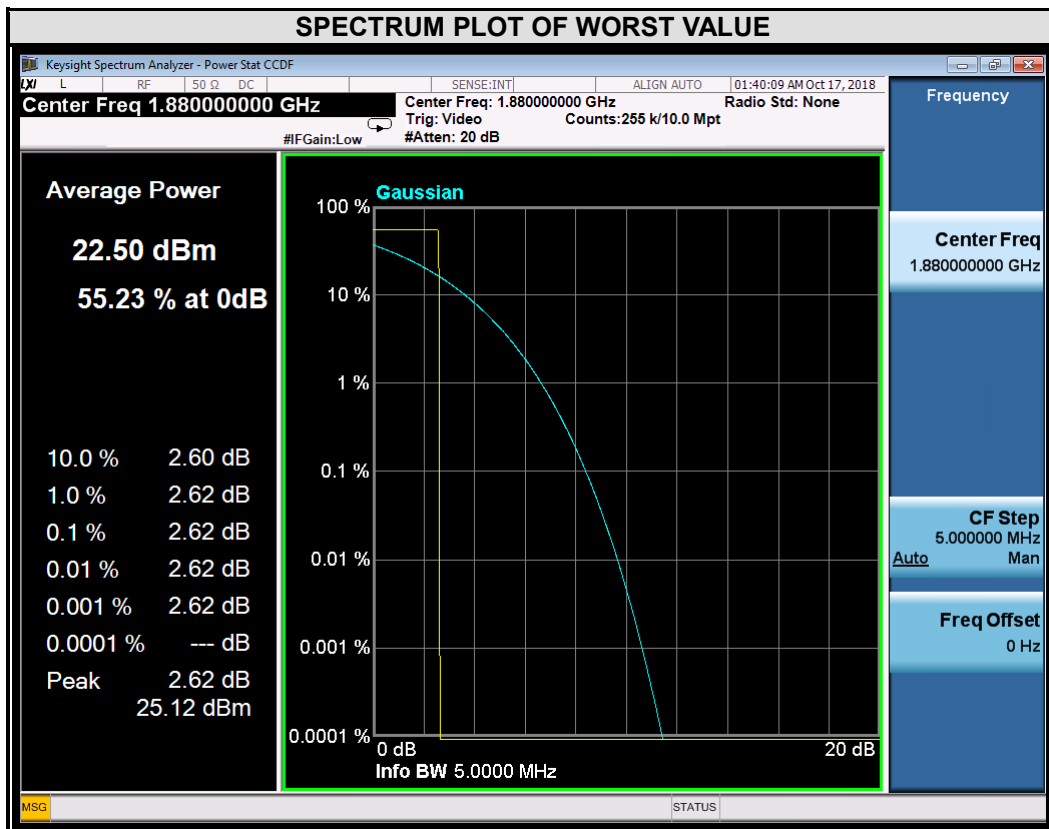 SPECTRUM PLOT OF WORST VALUE
Keysight Spectrum Analyzer - Power Stat CCDF
LXI L RF 50 Ω DC SENSE:INT ALIGN AUTO 01:40:09 AM Oct 17, 2018
Center Freq 1.880000000 GHz
Center Freq: 1.880000000 GHz Radio Std: None
Trig: Video Counts:255 k/10.0 Mpt
#IFGain:Low #Atten: 20 dB
Average Power
22.50 dBm
55.23 % at 0dB
10.0 % 2.60 dB
1.0 % 2.62 dB
0.1 % 2.62 dB
0.01 % 2.62 dB
0.001 % 2.62 dB
0.0001 % --- dB
Peak 2.62 dB
25.12 dBm
Gaussian
100 %
10 %
1 %
0.1 %
0.01 %
0.001 %
0.0001 %
0 dB 20 dB
Info BW 5.0000 MHz
Frequency
Center Freq
1.880000000 GHz
CF Step
5.000000 MHz
Auto Man
Freq Offset
0 Hz
MSG STATUS